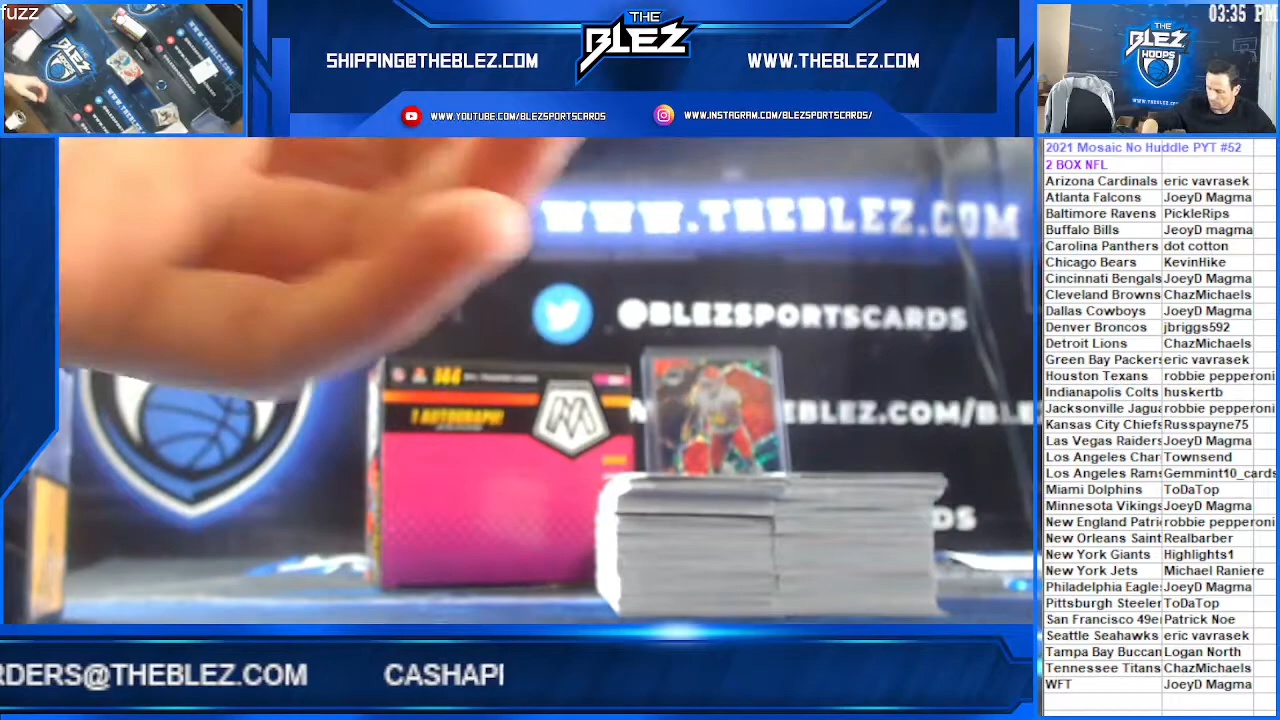 fuzz
SHIPPING@THEBLEZ.COM
THE
BLEZ
WWW.THEBLEZ.COM
WWW.YOUTUBE.COM/BLEZSPORTSCARDS
WWW.INSTAGRAM.COM/BLEZSPORTSCARDS/
03:35 PM
THE
BLEZ
HOOPS
WWW.THEBLEZ.COM
@BLEZSPORTSCARDS
144
1 AUTOGRAPH!
EBLEZ.COM/BLE
DS
2021 Mosaic No Huddle PYT #52
2 BOX NFL
Arizona Cardinals eric vavrasek
Atlanta Falcons JoeyD Magma
Baltimore Ravens PickleRips
Buffalo Bills JeoyD magma
Carolina Panthers dot cotton
Chicago Bears KevinHike
Cincinnati Bengals JoeyD Magma
Cleveland Browns ChazMichaels
Dallas Cowboys JoeyD Magma
Denver Broncos jbriggs592
Detroit Lions ChazMichaels
Green Bay Packers eric vavrasek
Houston Texans robbie pepperoni
Indianapolis Colts huskertb
Jacksonville Jagua robbie pepperoni
Kansas City Chiefs Russpayne75
Las Vegas Raiders JoeyD Magma
Los Angeles Char Townsend
Los Angeles Rams Gemmint10_cards
Miami Dolphins ToDaTop
Minnesota Vikings JoeyD Magma
New England Patri robbie pepperoni
New Orleans Saint Realbarber
New York Giants Highlights1
New York Jets Michael Raniere
Philadelphia Eagle JoeyD Magma
Pittsburgh Steeler ToDaTop
San Francisco 49e Patrick Noe
Seattle Seahawks eric vavrasek
Tampa Bay Buccan Logan North
Tennessee Titans ChazMichaels
WFT JoeyD Magma
RDERS@THEBLEZ.COM CASHAPI